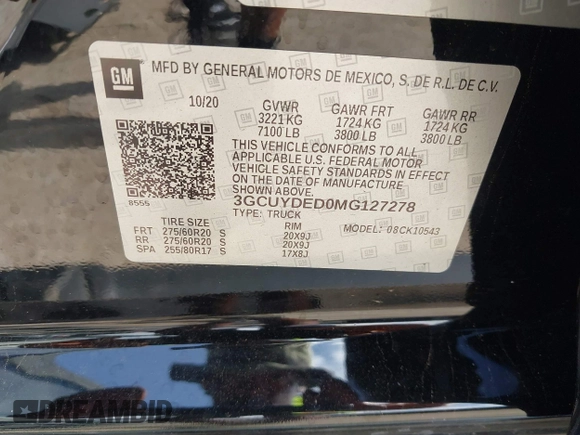 GM
MFD BY GENERAL MOTORS DE MEXICO, S. DE R.L. DE C.V.
10/20 GVWR GAWR FRT GAWR RR
3221 KG 1724 KG 1724 KG
7100 LB 3800 LB 3800 LB
THIS VEHICLE CONFORMS TO ALL
APPLICABLE U.S. FEDERAL MOTOR
VEHICLE SAFETY STANDARDS IN EFFECT
ON THE DATE OF MANUFACTURE
SHOWN ABOVE.
8555 3GCUYDED0MG127278
TYPE: TRUCK MODEL: 08CK10543
TIRE SIZE RIM
FRT 275/60R20 S 20X9J
RR 275/60R20 S 20X9J
SPA 255/80R17 S 17X8J
DREAMBID